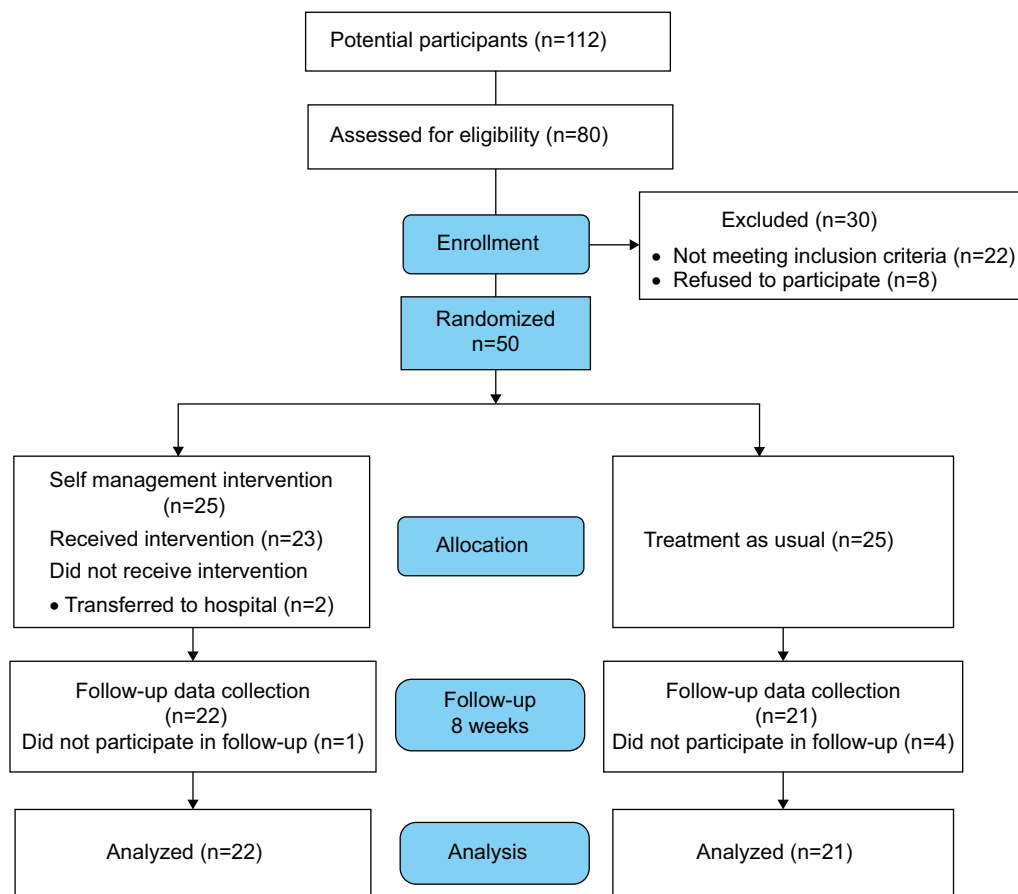 Potential participants (n=112)
Assessed for eligibility (n=80)
Enrollment
Excluded (n=30)
• Not meeting inclusion criteria (n=22)
• Refused to participate (n=8)
Randomized
n=50
Self management intervention
(n=25)
Received intervention (n=23)
Did not receive intervention
• Transferred to hospital (n=2)
Allocation
Treatment as usual (n=25)
Follow-up data collection
(n=22)
Did not participate in follow-up (n=1)
Follow-up
8 weeks
Follow-up data collection
(n=21)
Did not participate in follow-up (n=4)
Analyzed (n=22)
Analysis
Analyzed (n=21)